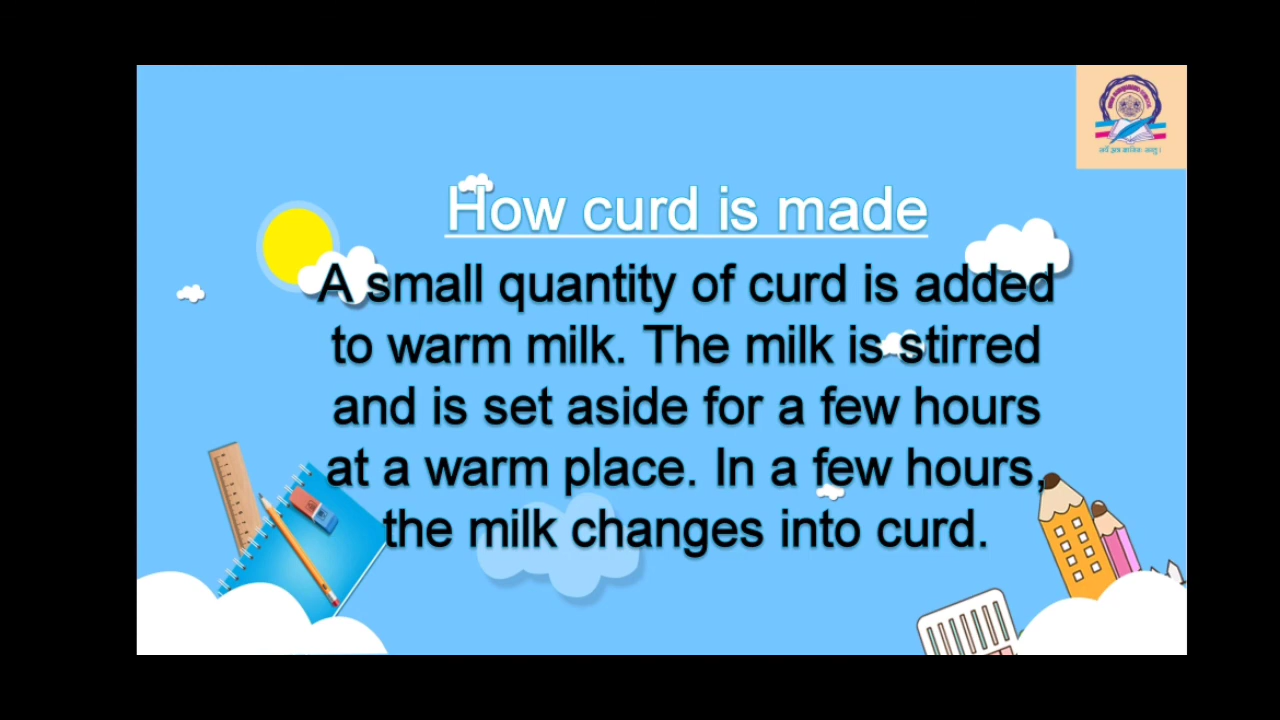 How curd is made
A small quantity of curd is added
to warm milk. The milk is stirred
and is set aside for a few hours
at a warm place. In a few hours,
the milk changes into curd.